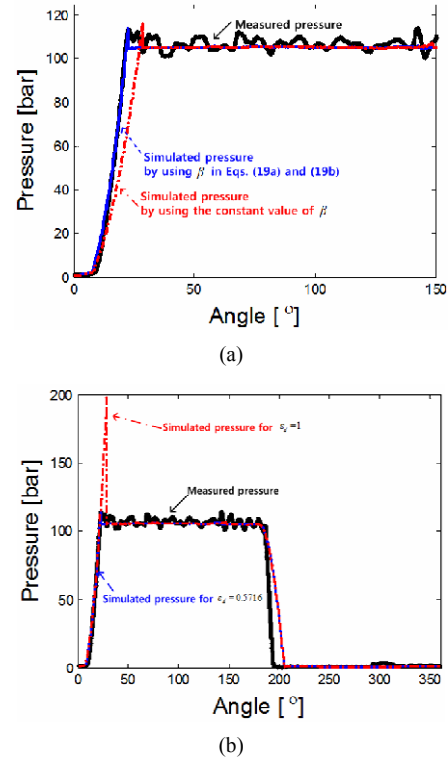 120
100
80
60
40
20
0
Pressure [bar]
Measured pressure
Simulated pressure
by using β in Eqs. (19a) and (19b)
Simulated pressure
by using the constant value of β
0
50
100
150
Angle [ °]
(a)
200
150
100
50
0
Pressure [bar]
Simulated pressure for εₛ=1
Measured pressure
Simulated pressure for ε_d = 0.5716
0
50
100
150
200
250
300
350
Angle [ °]
(b)